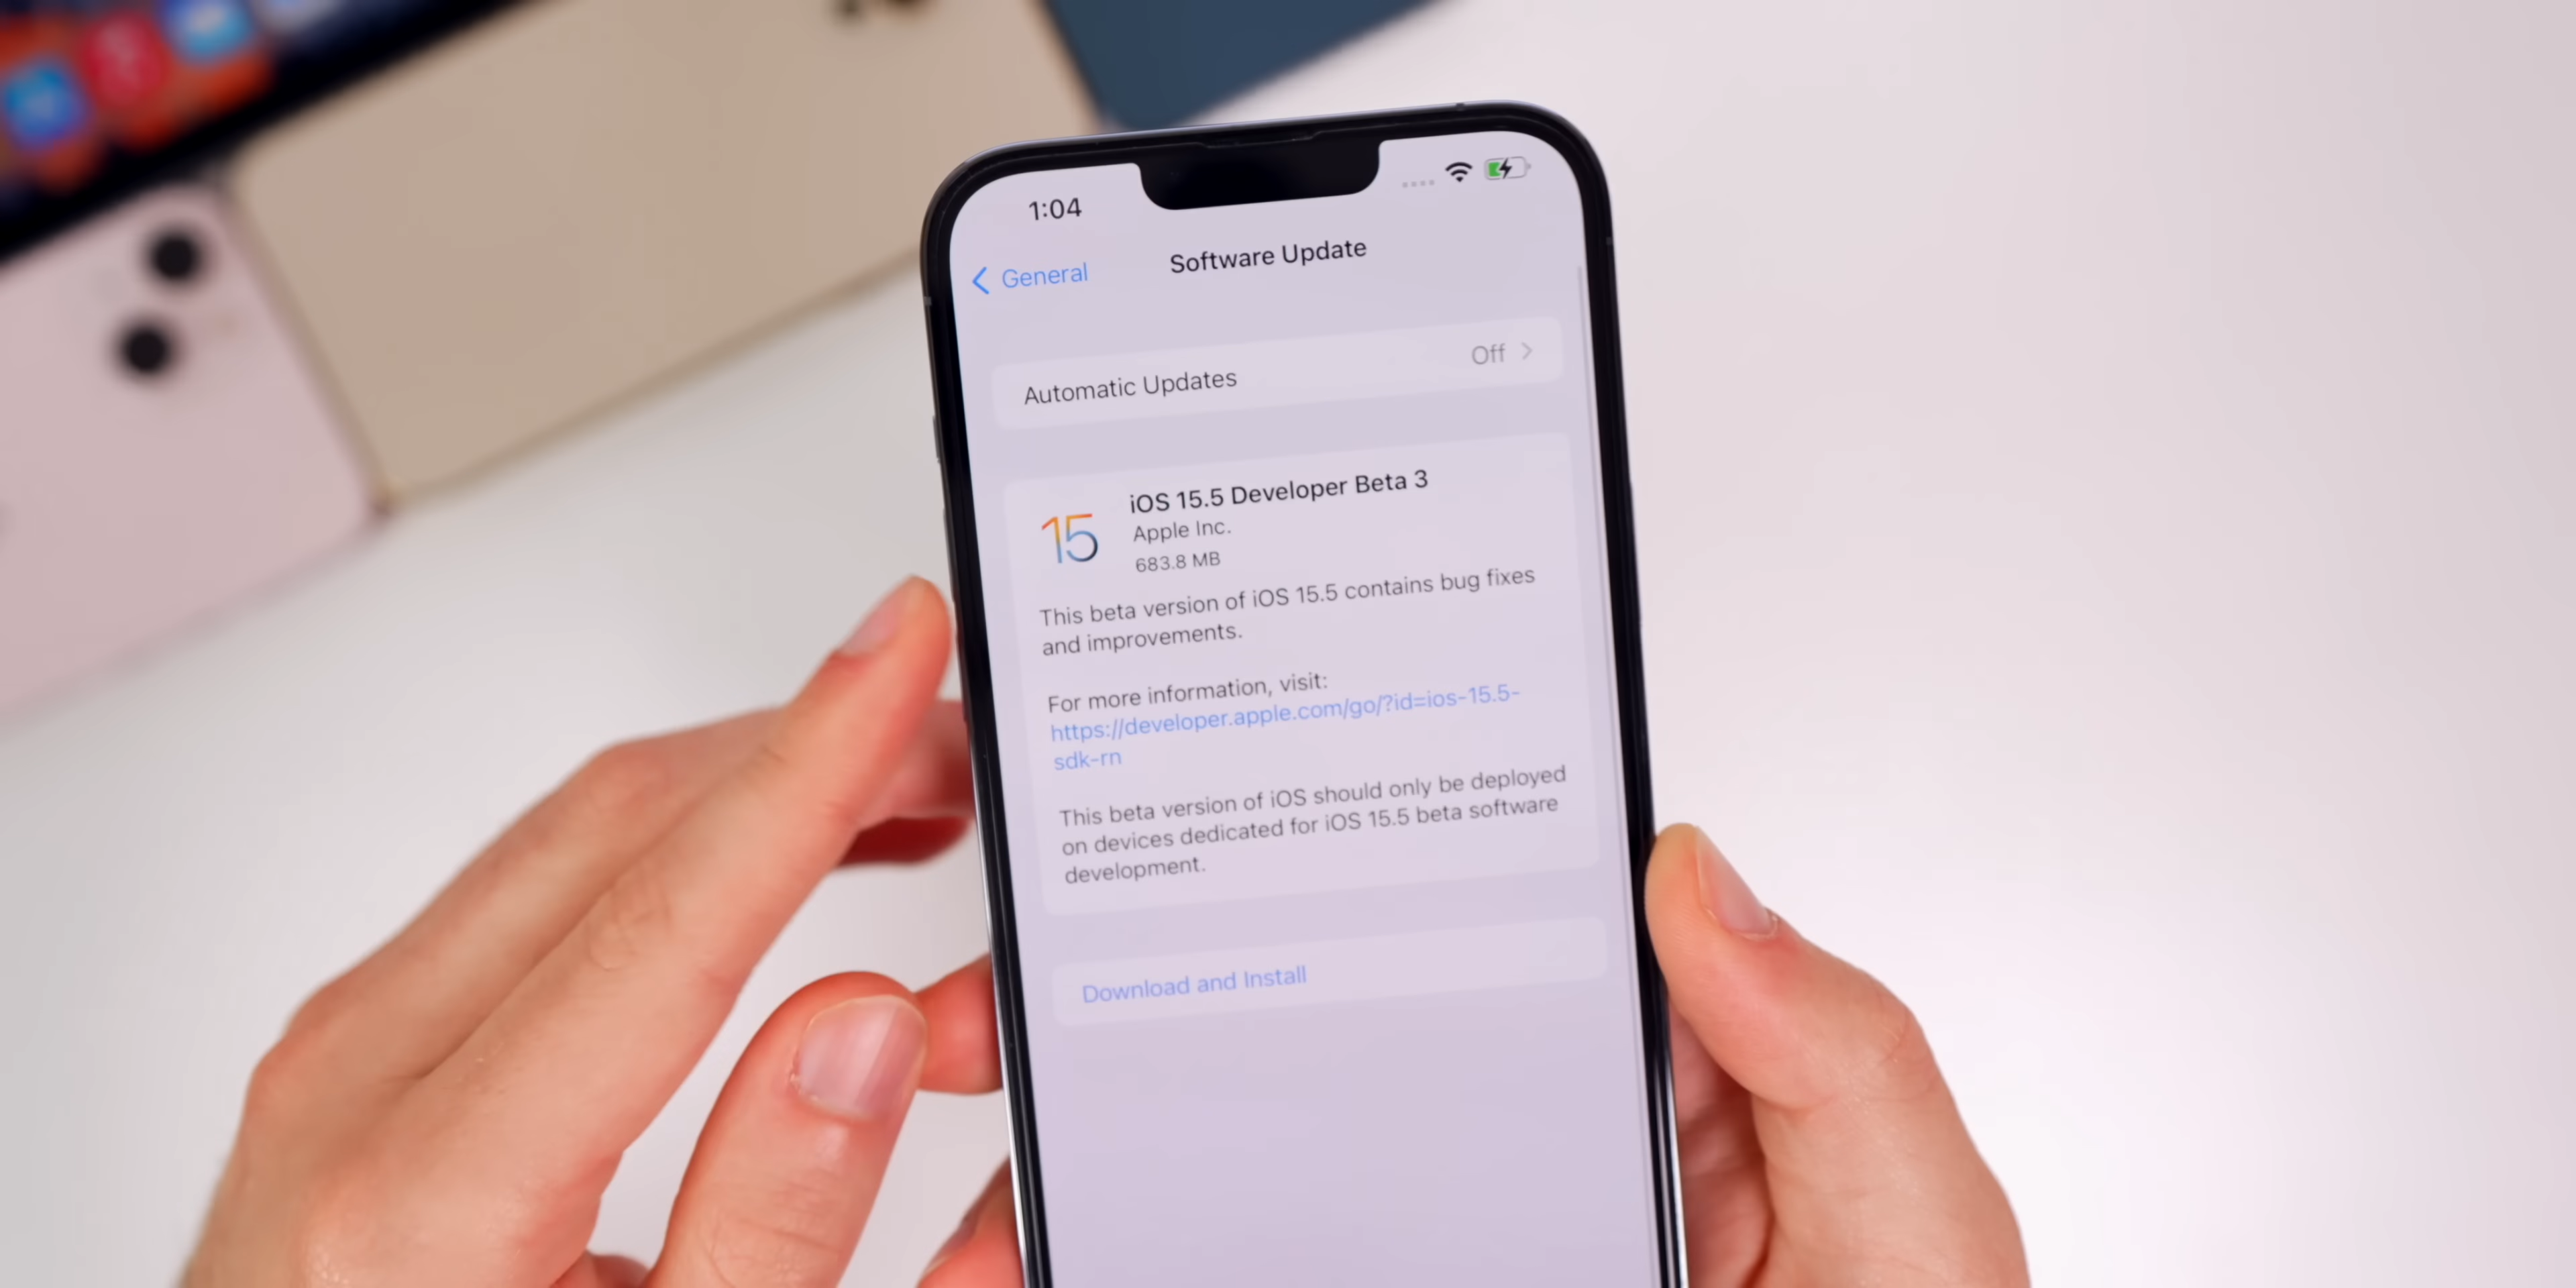 1:04
General
Software Update
Automatic Updates
Off
15
iOS 15.5 Developer Beta 3
Apple Inc.
683.8 MB
This beta version of iOS 15.5 contains bug fixes
and improvements.
For more information, visit:
https://developer.apple.com/go/?id=ios-15.5-
sdk-rn
This beta version of iOS should only be deployed
on devices dedicated for iOS 15.5 beta software
development.
Download and Install